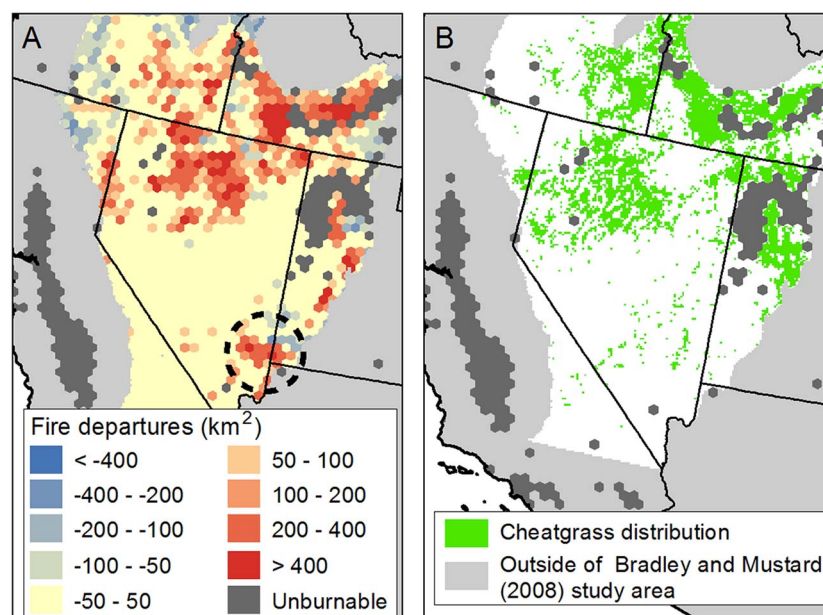 A
B
Fire departures (km²)
< -400
-400 - -200
-200 - -100
-100 - -50
-50 - 50
50 - 100
100 - 200
200 - 400
> 400
Unburnable
Cheatgrass distribution
Outside of Bradley and Mustard
(2008) study area